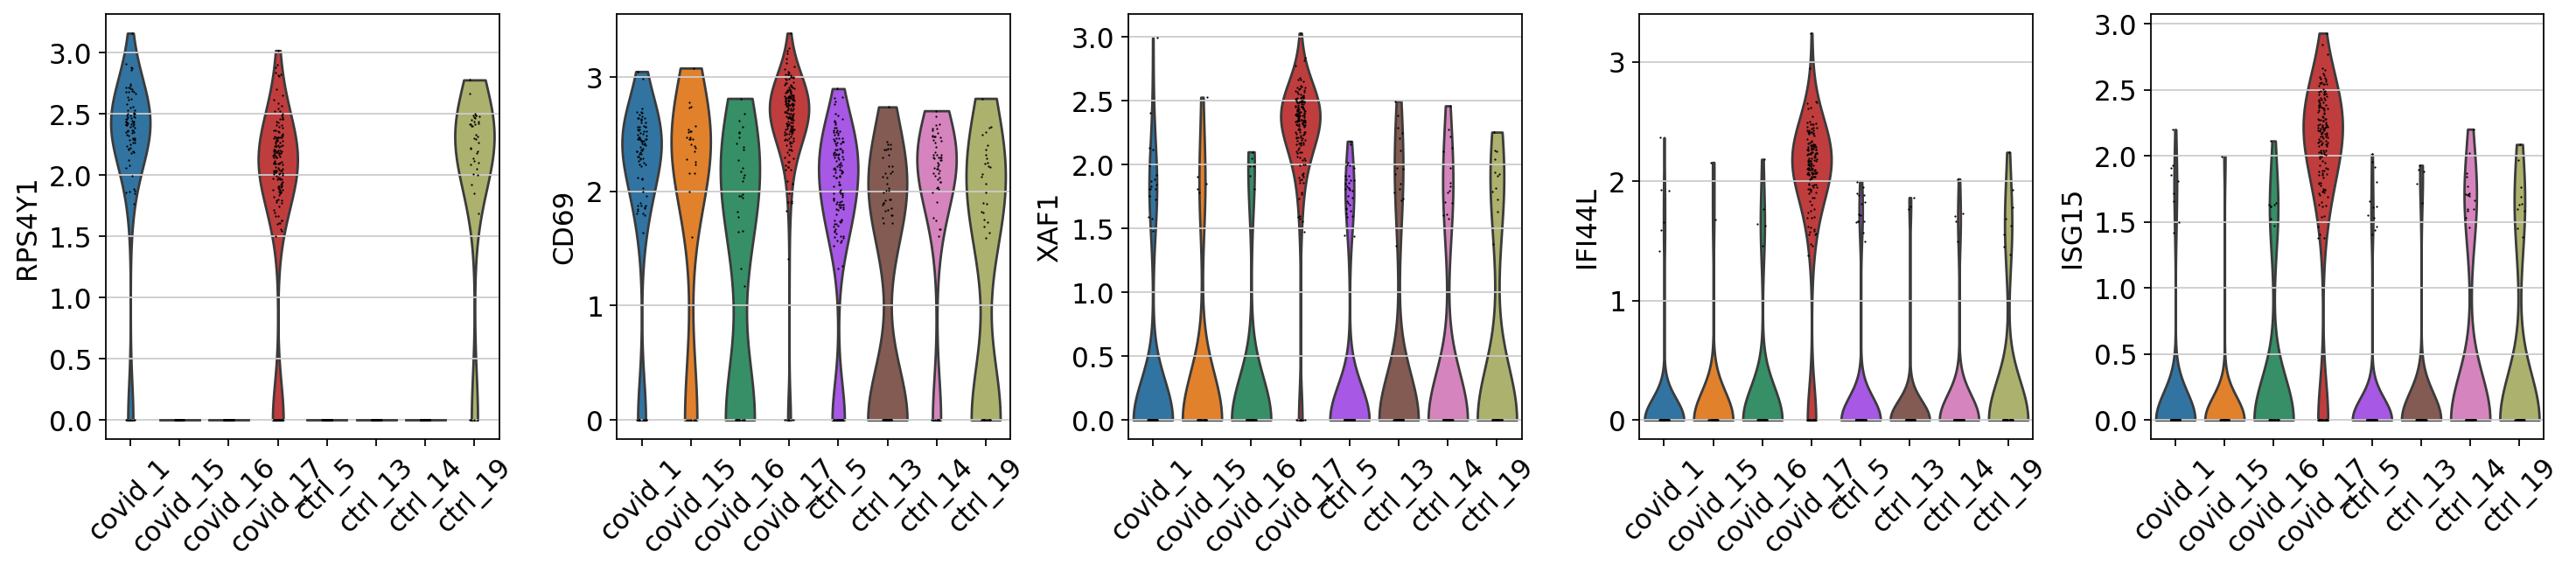 RPS4Y1
3.0
2.5
2.0
1.5
1.0
0.5
0.0
covid_1
covid_15
covid_16
covid_17
ctrl_5
ctrl_13
ctrl_14
ctrl_19
CD69
3
2
1
0
covid_1
covid_15
covid_16
covid_17
ctrl_5
ctrl_13
ctrl_14
ctrl_19
XAF1
3.0
2.5
2.0
1.5
1.0
0.5
0.0
covid_1
covid_15
covid_16
covid_17
ctrl_5
ctrl_13
ctrl_14
ctrl_19
IFI44L
3
2
1
0
covid_1
covid_15
covid_16
covid_17
ctrl_5
ctrl_13
ctrl_14
ctrl_19
ISG15
3.0
2.5
2.0
1.5
1.0
0.5
0.0
covid_1
covid_15
covid_16
covid_17
ctrl_5
ctrl_13
ctrl_14
ctrl_19